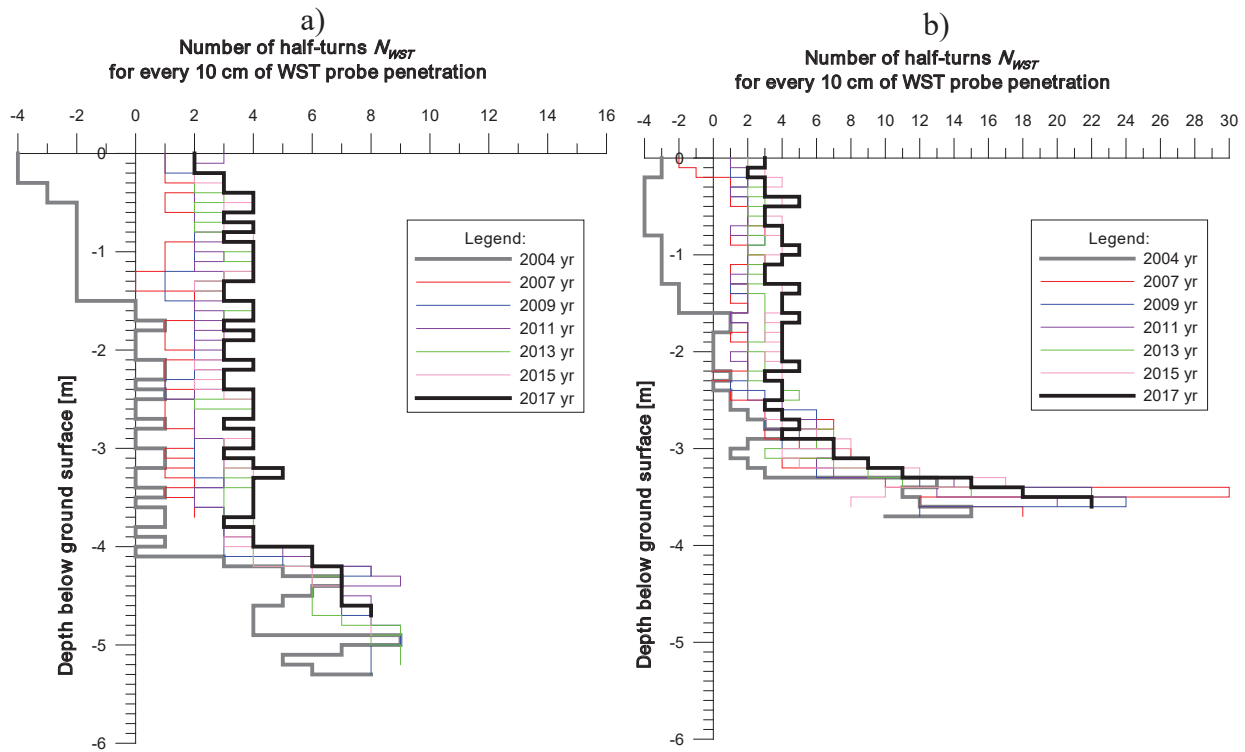 a)
Number of half-turns N_WST
for every 10 cm of WST probe penetration
-4 -2 0 2 4 6 8 10 12 14 16
0
-1
-2
-3
-4
-5
-6
Depth below ground surface [m]
Legend:
2004 yr
2007 yr
2009 yr
2011 yr
2013 yr
2015 yr
2017 yr
b)
Number of half-turns N_WST
for every 10 cm of WST probe penetration
-4 -2 0 2 4 6 8 10 12 14 16 18 20 22 24 26 28 30
0
-1
-2
-3
-4
-5
-6
Depth below ground surface [m]
Legend:
2004 yr
2007 yr
2009 yr
2011 yr
2013 yr
2015 yr
2017 yr